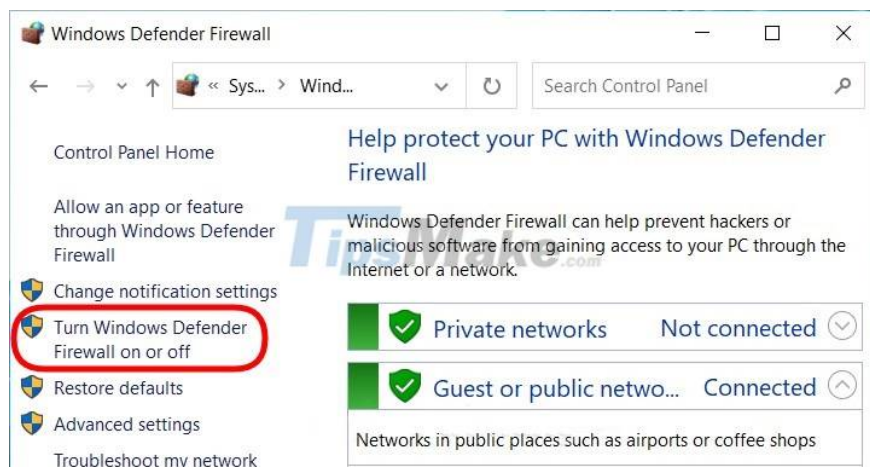 Windows Defender Firewall
« Sys... > Wind...
Search Control Panel
Control Panel Home
Allow an app or feature
through Windows Defender
Firewall
Change notification settings
Turn Windows Defender
Firewall on or off
Restore defaults
Advanced settings
Troubleshoot my network
Help protect your PC with Windows Defender
Firewall
Windows Defender Firewall can help prevent hackers or
malicious software from gaining access to your PC through the
Internet or a network.
TipsMake.com
Private networks Not connected
Guest or public netwo... Connected
Networks in public places such as airports or coffee shops